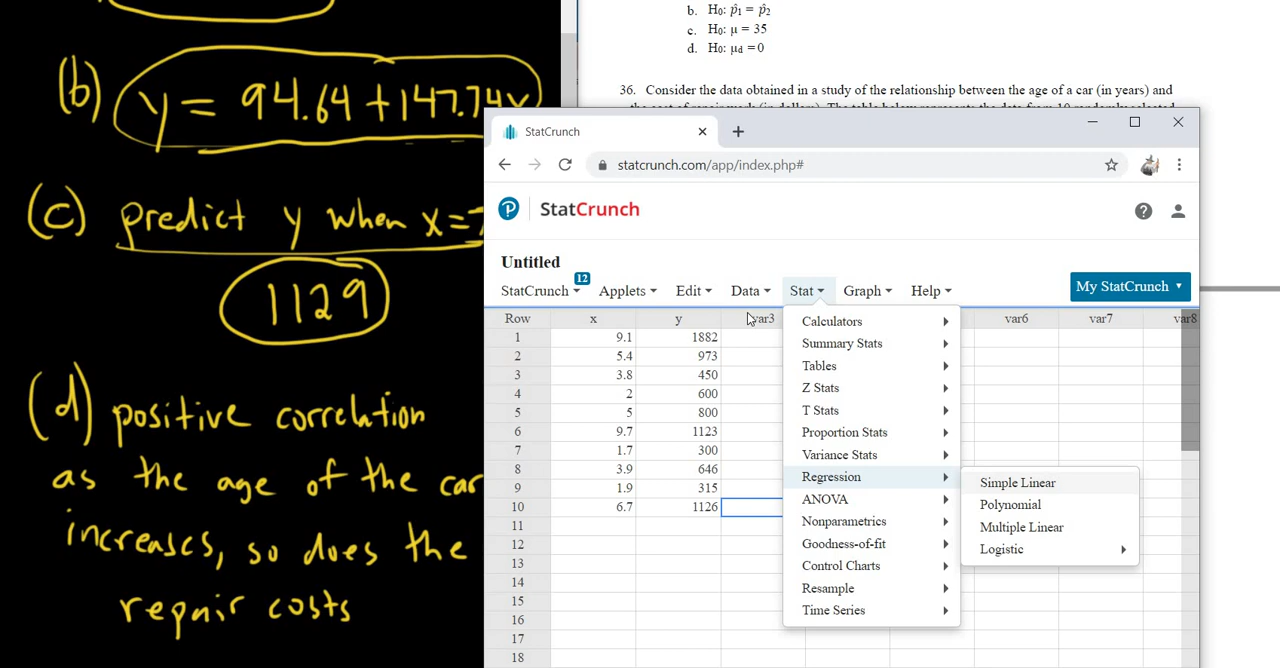 (b) y = 94.64 + 147.74x
(c) predict y when x =
1129
(d) positive correlation
as the age of the car
increases, so does the
repair costs
b. H₀: p̂₁ = p̂₂
c. H₀: μ = 35
d. H₀: μd = 0
36. Consider the data obtained in a study of the relationship between the age of a car (in years) and
StatCrunch
statcrunch.com/app/index.php#
StatCrunch
Untitled
StatCrunch 12 Applets Edit Data Stat Graph Help My StatCrunch
Row x y var3 var6 var7 var8
1 9.1 1882
2 5.4 973
3 3.8 450
4 2 600
5 5 800
6 9.7 1123
7 1.7 300
8 3.9 646
9 1.9 315
10 6.7 1126
11
12
13
14
15
16
17
18
Calculators
Summary Stats
Tables
Z Stats
T Stats
Proportion Stats
Variance Stats
Regression
ANOVA
Nonparametrics
Goodness-of-fit
Control Charts
Resample
Time Series
Simple Linear
Polynomial
Multiple Linear
Logistic